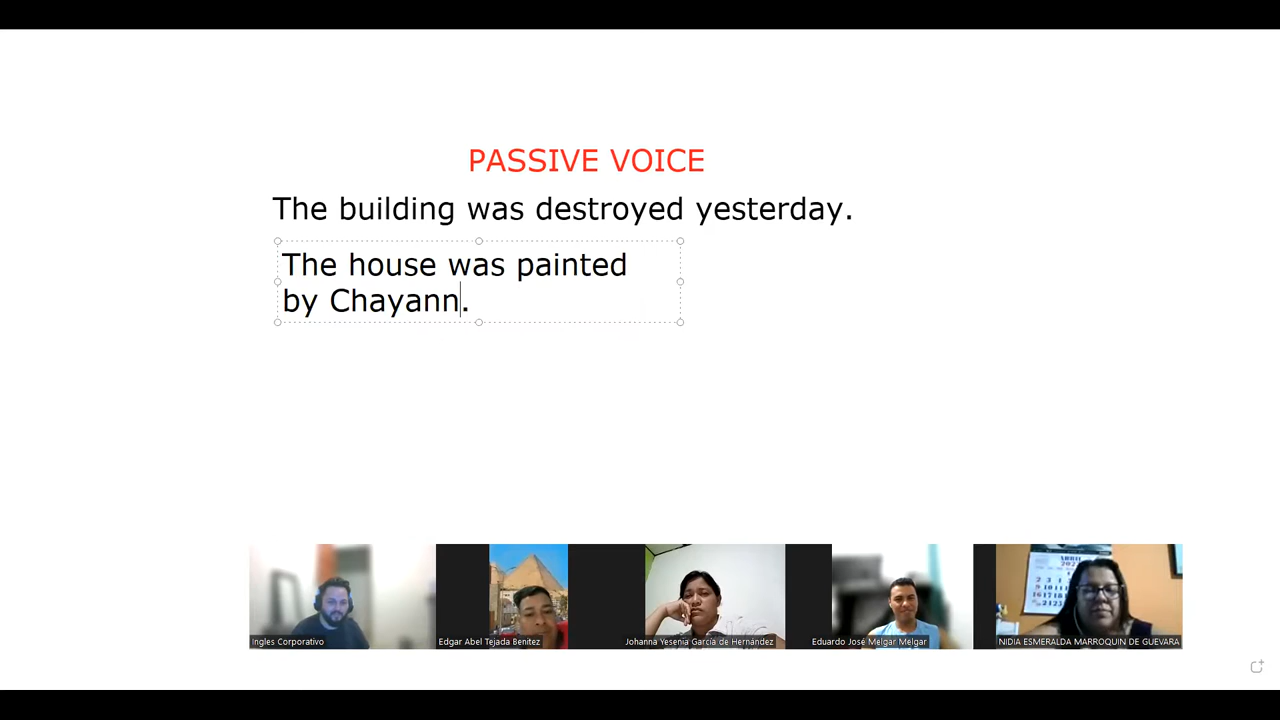 PASSIVE VOICE
The building was destroyed yesterday.
The house was painted
by Chayann.
Ingles Corporativo
Edgar Abel Tejada Benitez
Johanna Yesenia García de Hernández
Eduardo José Melgar Melgar
NIDIA ESMERALDA MARROQUIN DE GUEVARA